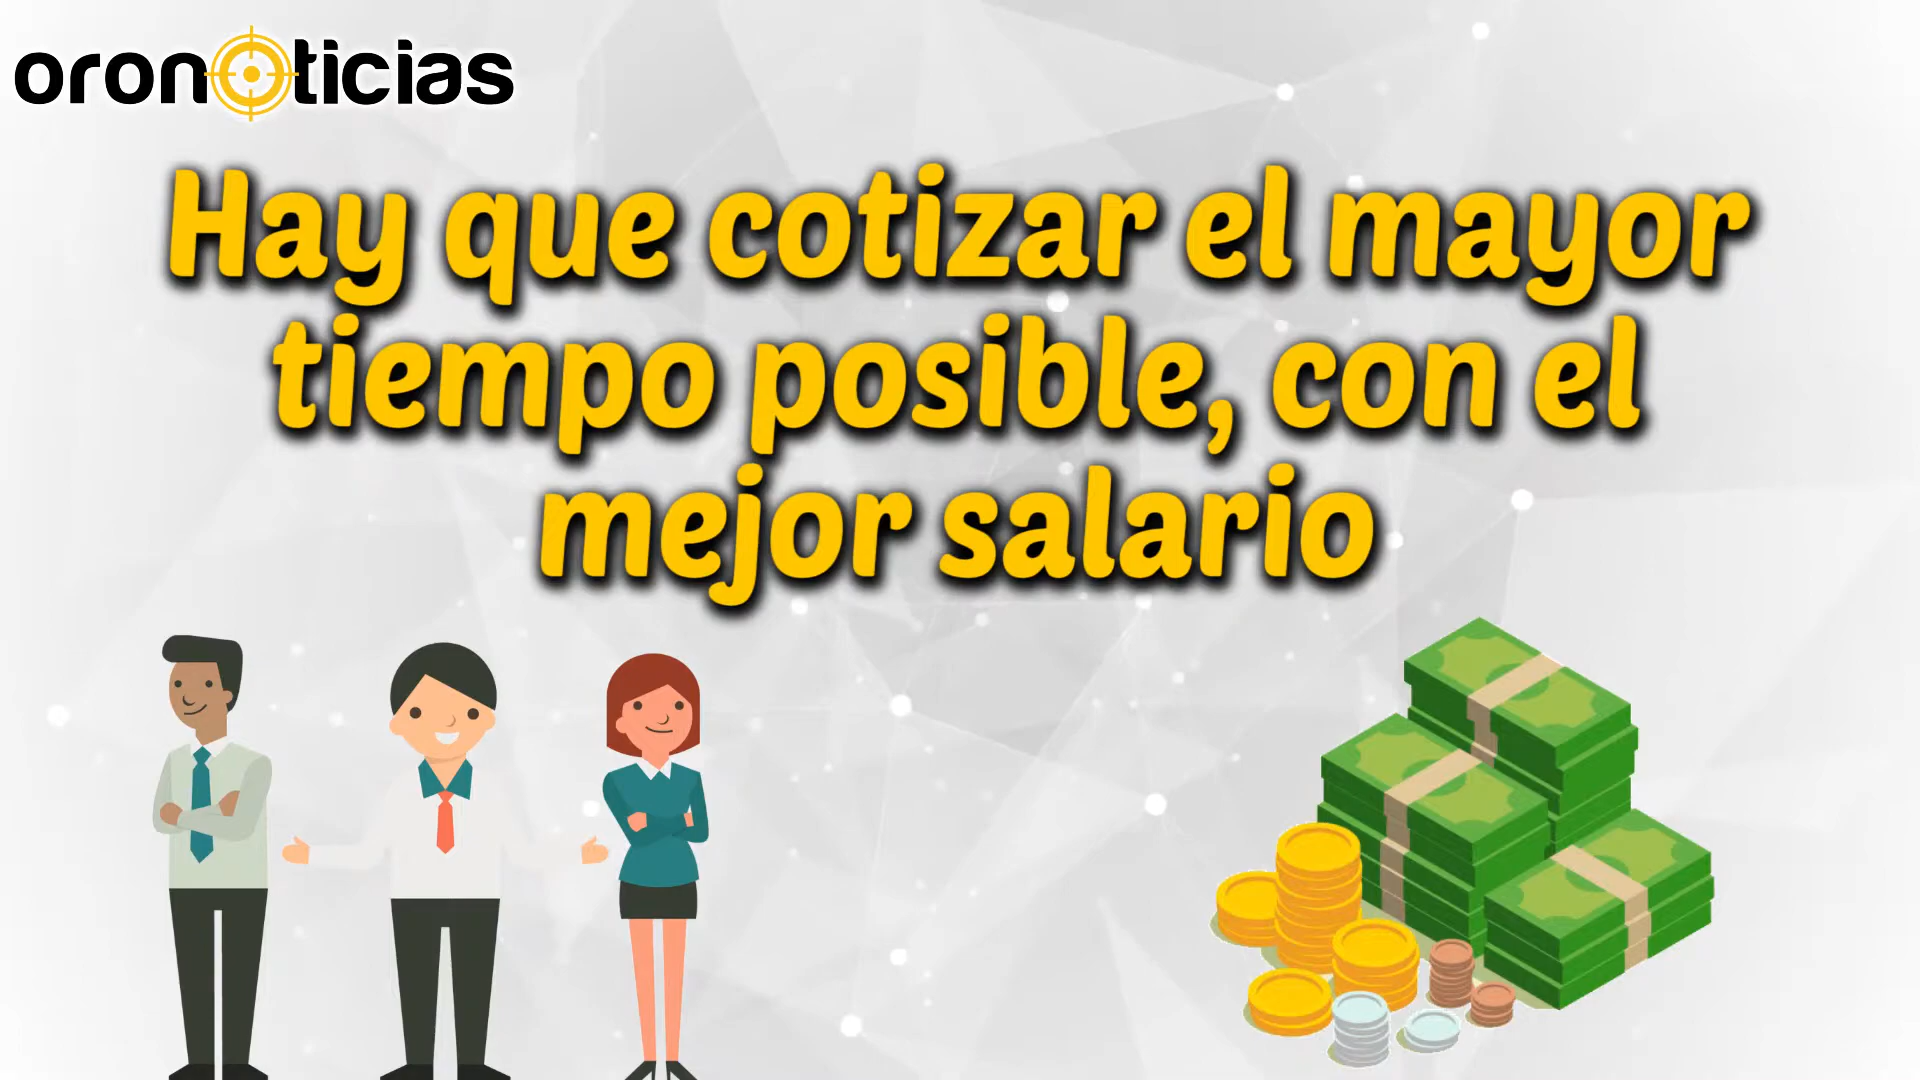 oronoticias
Hay que cotizar el mayor
tiempo posible, con el
mejor salario